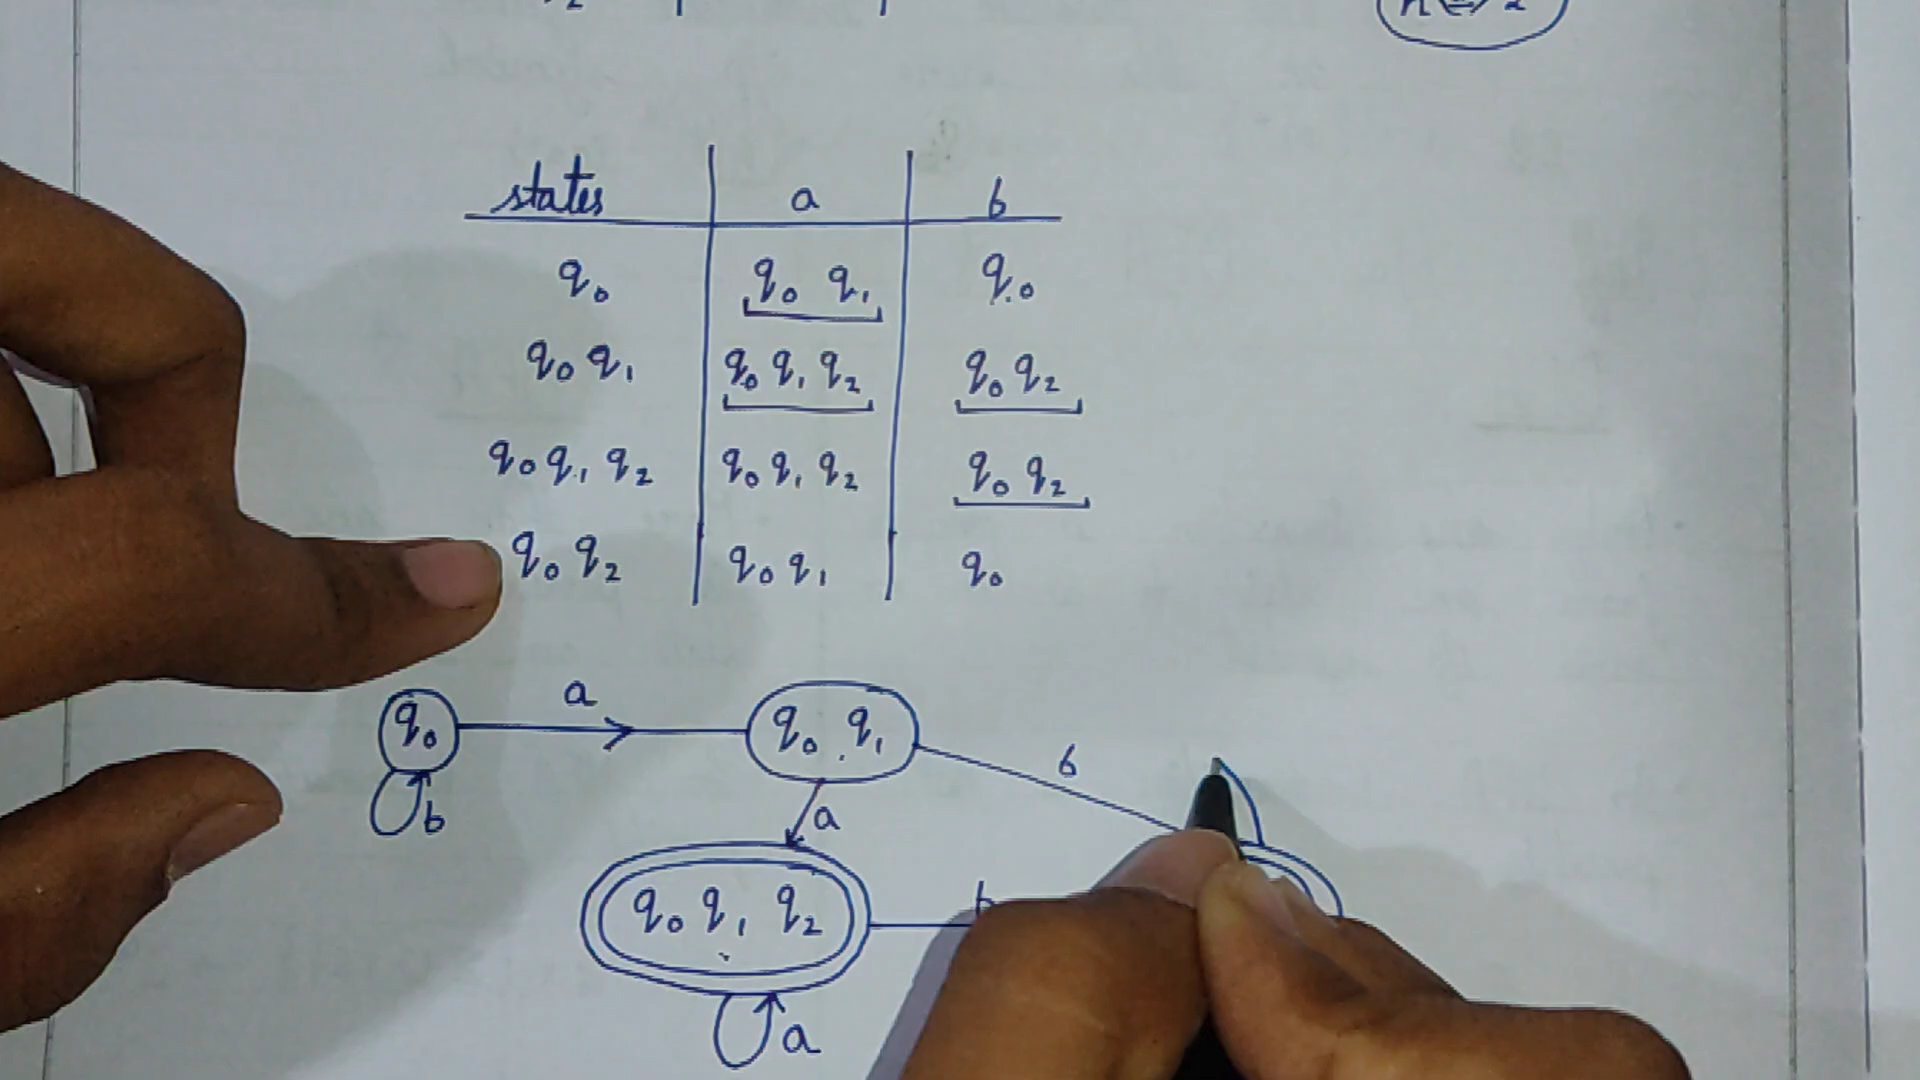 states a b
q₀ q₀ q₁ q₀
q₀ q₁ q₀ q₁ q₂ q₀ q₂
q₀ q₁ q₂ q₀ q₁ q₂ q₀ q₂
q₀ q₂ q₀ q₁ q₀
a
q₀ q₀ q₁
b
b a
q₀ q₁ q₂
a